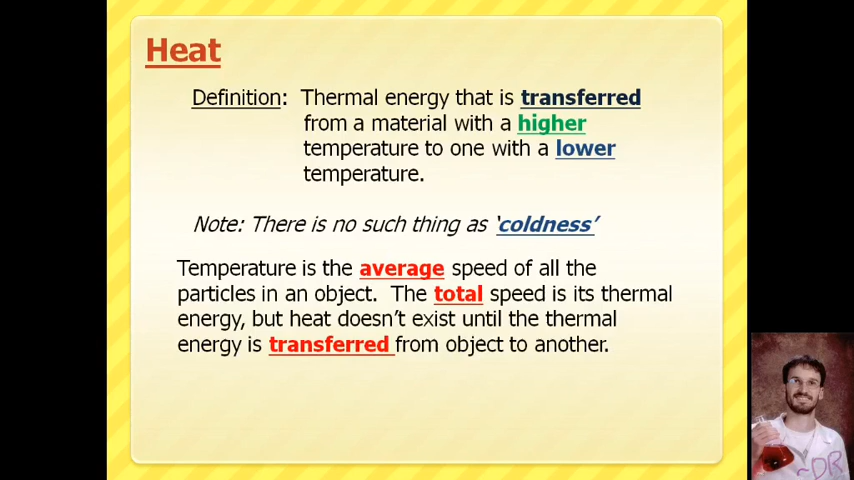 Heat
Definition: Thermal energy that is transferred
from a material with a higher
temperature to one with a lower
temperature.
Note: There is no such thing as ‘coldness’
Temperature is the average speed of all the
particles in an object. The total speed is its thermal
energy, but heat doesn’t exist until the thermal
energy is transferred from object to another.
~DR